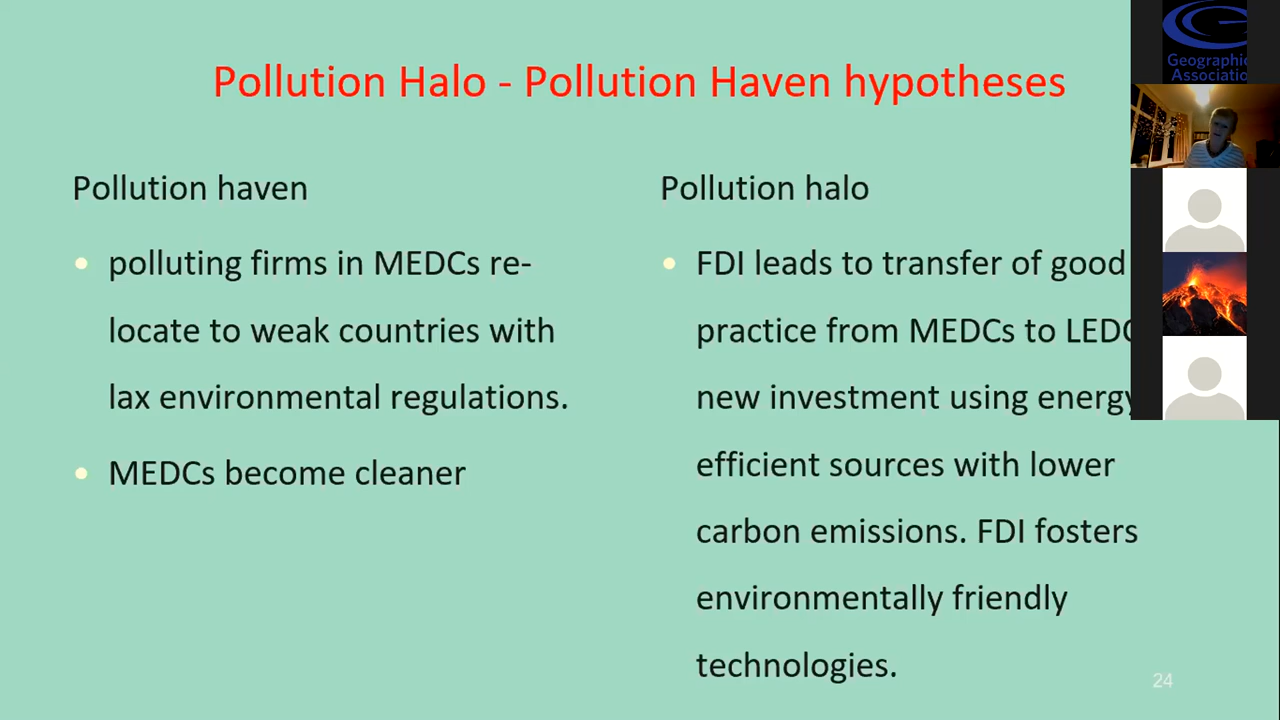 Pollution Halo - Pollution Haven hypotheses
Pollution haven
polluting firms in MEDCs re-
locate to weak countries with
lax environmental regulations.
MEDCs become cleaner
Pollution halo
FDI leads to transfer of good
practice from MEDCs to
new investment using energy
efficient sources with lower
carbon emissions. FDI fosters
environmentally friendly
technologies.
24